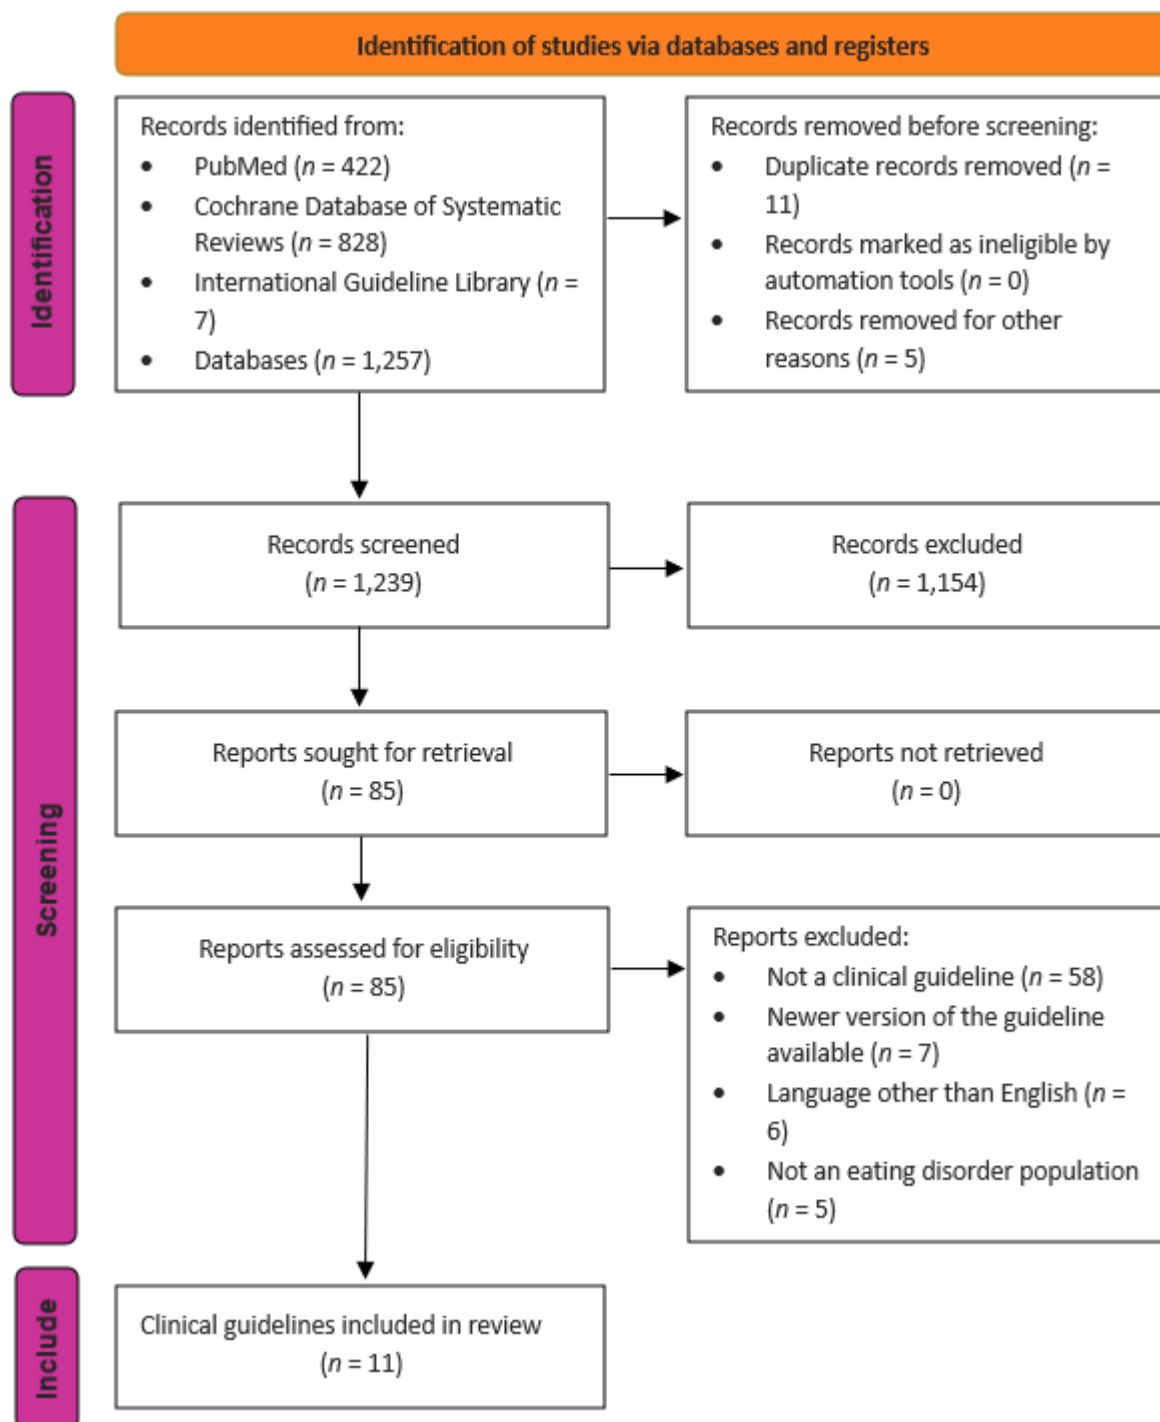 Identification of studies via databases and registers
Identification
Records identified from:
• PubMed (n = 422)
• Cochrane Database of Systematic
Reviews (n = 828)
• International Guideline Library (n =
7)
• Databases (n = 1,257)
Records removed before screening:
• Duplicate records removed (n =
11)
• Records marked as ineligible by
automation tools (n = 0)
• Records removed for other
reasons (n = 5)
Screening
Records screened
(n = 1,239)
Records excluded
(n = 1,154)
Reports sought for retrieval
(n = 85)
Reports not retrieved
(n = 0)
Reports assessed for eligibility
(n = 85)
Reports excluded:
• Not a clinical guideline (n = 58)
• Newer version of the guideline
available (n = 7)
• Language other than English (n =
6)
• Not an eating disorder population
(n = 5)
Include
Clinical guidelines included in review
(n = 11)